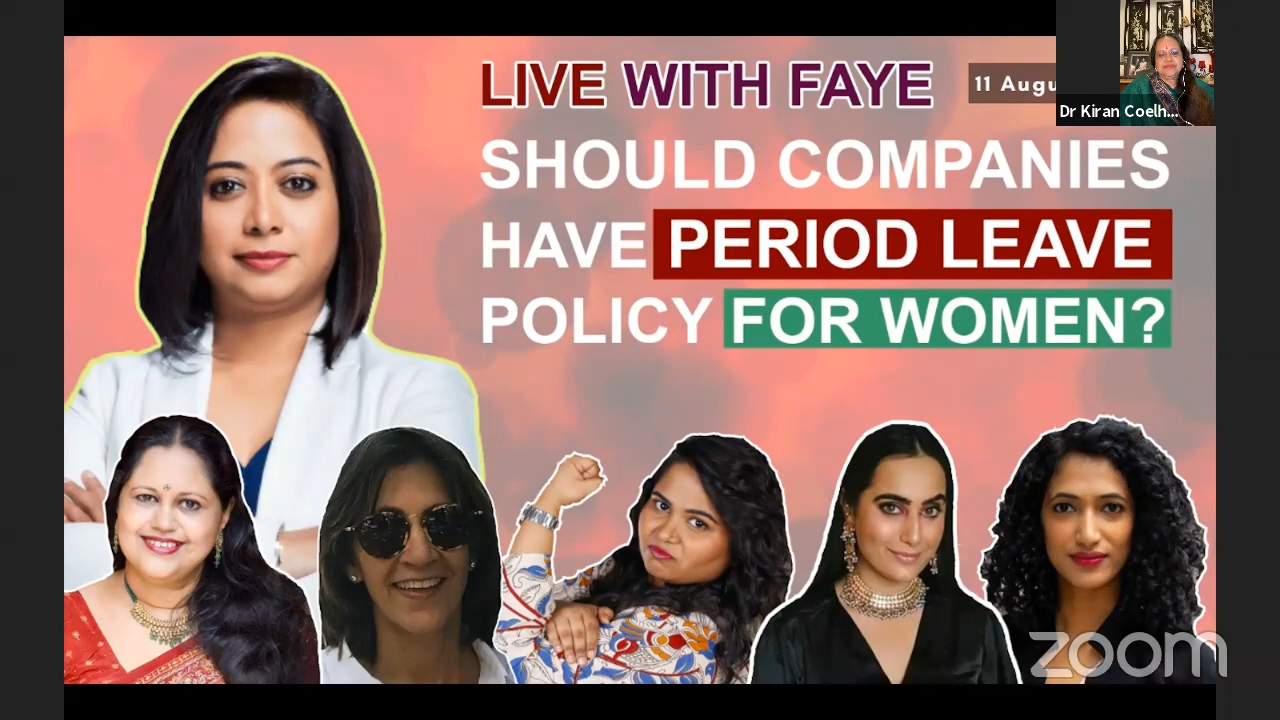 LIVE WITH FAYE
11 Augu
Dr Kiran Coelh...
SHOULD COMPANIES
HAVE PERIOD LEAVE
POLICY FOR WOMEN?
zoom